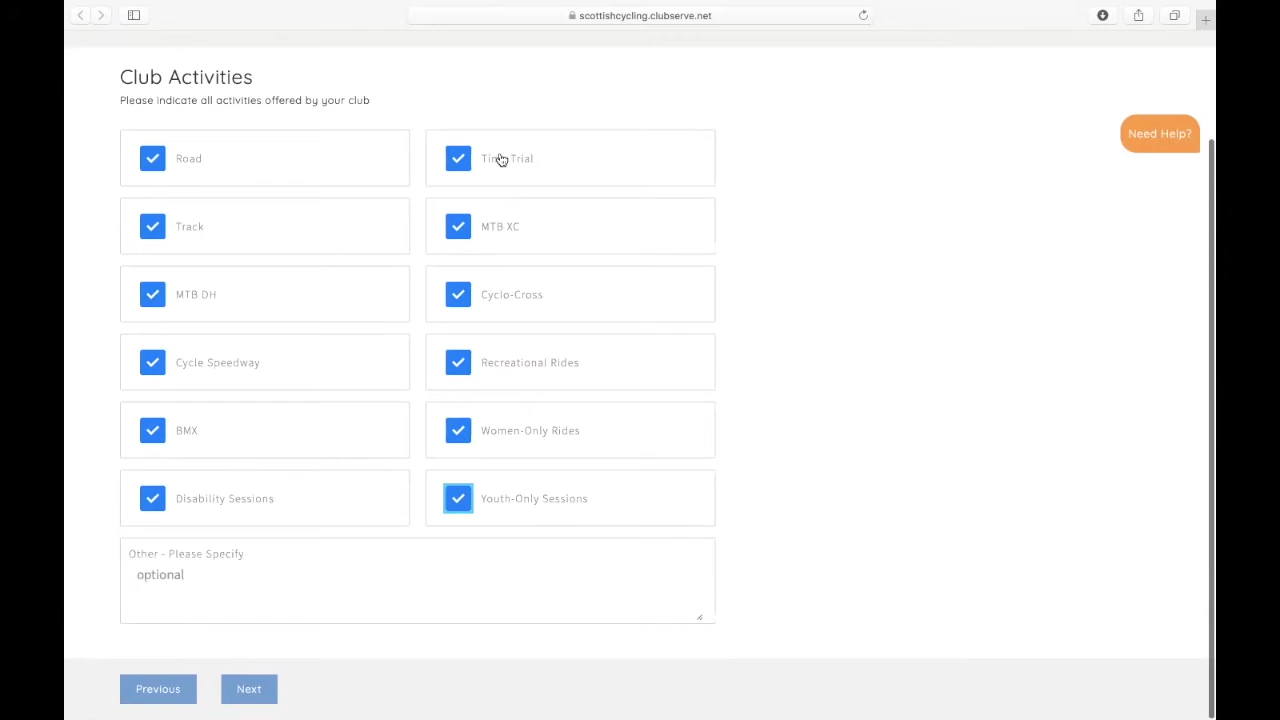 scottishcycling.clubserve.net
Club Activities
Please indicate all activities offered by your club
Need Help?
Road
Time Trial
Track
MTB XC
MTB DH
Cyclo-Cross
Cycle Speedway
Recreational Rides
BMX
Women-Only Rides
Disability Sessions
Youth-Only Sessions
Other - Please Specify
optional
Previous
Next